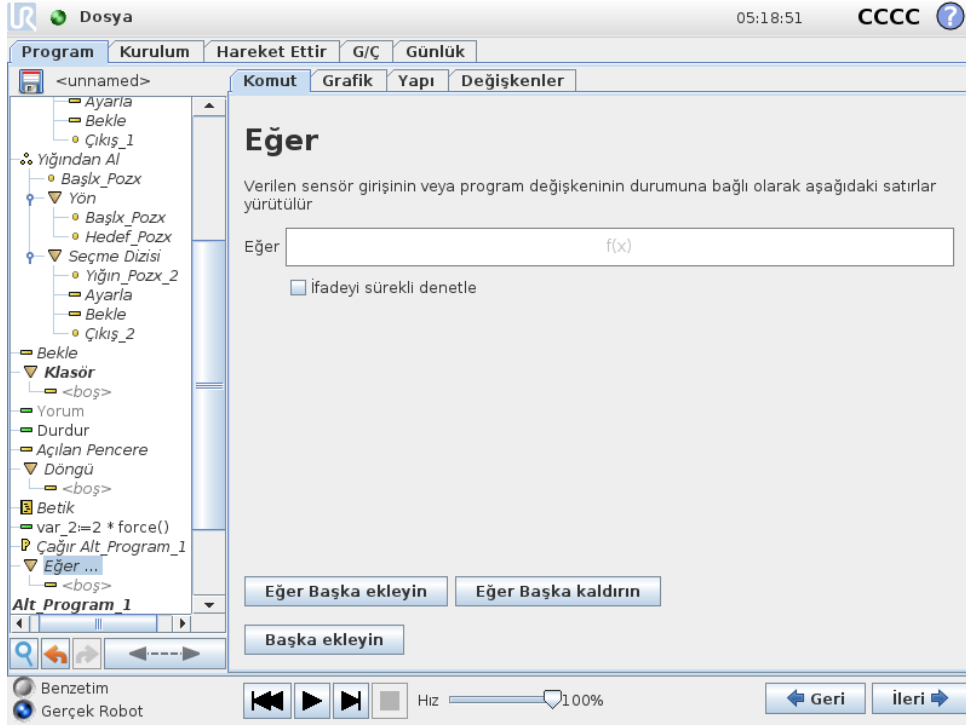 Dosya
05:18:51
CCCC
?
Program
Kurulum
Hareket Ettir
G/Ç
Günlük
<unnamed>
Komut
Grafik
Yapı
Değişkenler
Ayarla
Bekle
Çıkış_1
Yığından Al
Başlx_Pozx
Yön
Başlx_Pozx
Hedef_Pozx
Seçme Dizisi
Yığın_Pozx_2
Ayarla
Bekle
Çıkış_2
Bekle
Klasör
<boş>
Yorum
Durdur
Açılan Pencere
Döngü
<boş>
Betik
var_2:=2 * force()
Çağır Alt_Program_1
Eğer ...
<boş>
Alt_Program_1
Eğer
Verilen sensör girişinin veya program değişkeninin durumuna bağlı olarak aşağıdaki satırlar
yürütülür
Eğer
f(x)
İfadeyi sürekli denetle
Eğer Başka ekleyin
Eğer Başka kaldırın
Başka ekleyin
Benzetim
Gerçek Robot
Hız
100%
Geri
İleri